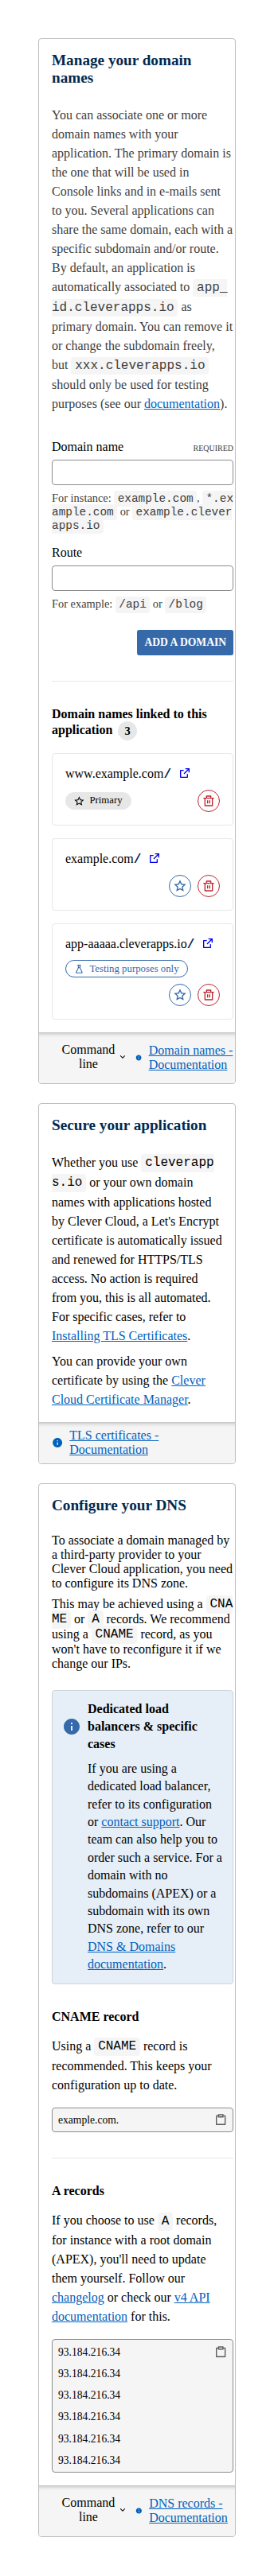 Manage your domain
names
You can associate one or more
domain names with your
application. The primary domain is
the one that will be used in
Console links and in e-mails sent
to you. Several applications can
share the same domain, each with a
specific subdomain and/or route.
By default, an application is
automatically associated to app_
id.cleverapps.io as
primary domain. You can remove it
or change the subdomain freely,
but xxx.cleverapps.io
should only be used for testing
purposes (see our documentation).
Domain name REQUIRED
For instance: example.com, *.ex
ample.com or example.clever
apps.io
Route
For example: /api or /blog
ADD A DOMAIN
Domain names linked to this
application 3
www.example.com/
Primary
example.com/
app-aaaaa.cleverapps.io/
Testing purposes only
Command
line
Domain names -
Documentation
Secure your application
Whether you use cleverapp
s.io or your own domain
names with applications hosted
by Clever Cloud, a Let's Encrypt
certificate is automatically issued
and renewed for HTTPS/TLS
access. No action is required
from you, this is all automated.
For specific cases, refer to
Installing TLS Certificates.
You can provide your own
certificate by using the Clever
Cloud Certificate Manager.
TLS certificates -
Documentation
Configure your DNS
To associate a domain managed by
a third-party provider to your
Clever Cloud application, you need
to configure its DNS zone.
This may be achieved using a CNA
ME or A records. We recommend
using a CNAME record, as you
won't have to reconfigure it if we
change our IPs.
Dedicated load
balancers & specific
cases
If you are using a
dedicated load balancer,
refer to its configuration
or contact support. Our
team can also help you to
order such a service. For a
domain with no
subdomains (APEX) or a
subdomain with its own
DNS zone, refer to our
DNS & Domains
documentation.
CNAME record
Using a CNAME record is
recommended. This keeps your
configuration up to date.
example.com.
A records
If you choose to use A records,
for instance with a root domain
(APEX), you'll need to update
them yourself. Follow our
changelog or check our v4 API
documentation for this.
93.184.216.34
93.184.216.34
93.184.216.34
93.184.216.34
93.184.216.34
93.184.216.34
Command
line
DNS records -
Documentation